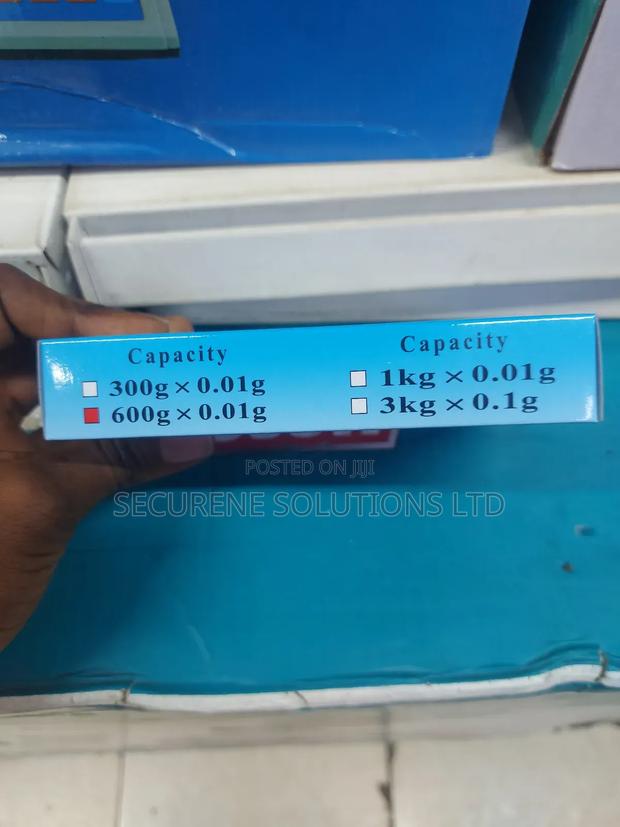 Capacity
300g × 0.01g
600g × 0.01g
Capacity
1kg × 0.01g
3kg × 0.1g
POSTED ON JIJI
SECURENE SOLUTIONS LTD